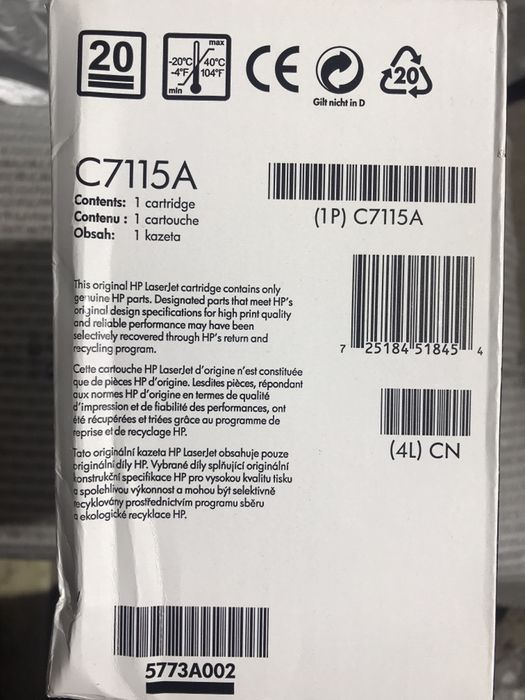 20
max
-20°C 40°C
-4°F 104°F
min
CE
Gilt nicht in D
20
C7115A
Contents: 1 cartridge
Contenu : 1 cartouche
Obsah: 1 kazeta
(1P) C7115A
This original HP LaserJet cartridge contains only
genuine HP parts. Designated parts that meet HP's
original design specifications for high print quality
and reliable performance may have been
selectively recovered through HP's return and
recycling program.
7 25184 51845 4
Cette cartouche HP LaserJet d'origine n'est constituée
que de pièces HP d'origine. Lesdites pièces, répondant
aux normes HP d'origine en termes de qualité
d'impression et de fiabilité des performances, ont
été récupérées et triées grâce au programme de
reprise et de recyclage HP.
(4L) CN
Tato originální kazeta HP LaserJet obsahuje pouze
originální díly HP. Vybrané díly splňující originální
konstrukční specifikace HP pro vysokou kvalitu tisku
a spolehlivou výkonnost a mohou být selektivně
recyklovány prostřednictvím programu sběru
a ekologické recyklace HP.
5773A002